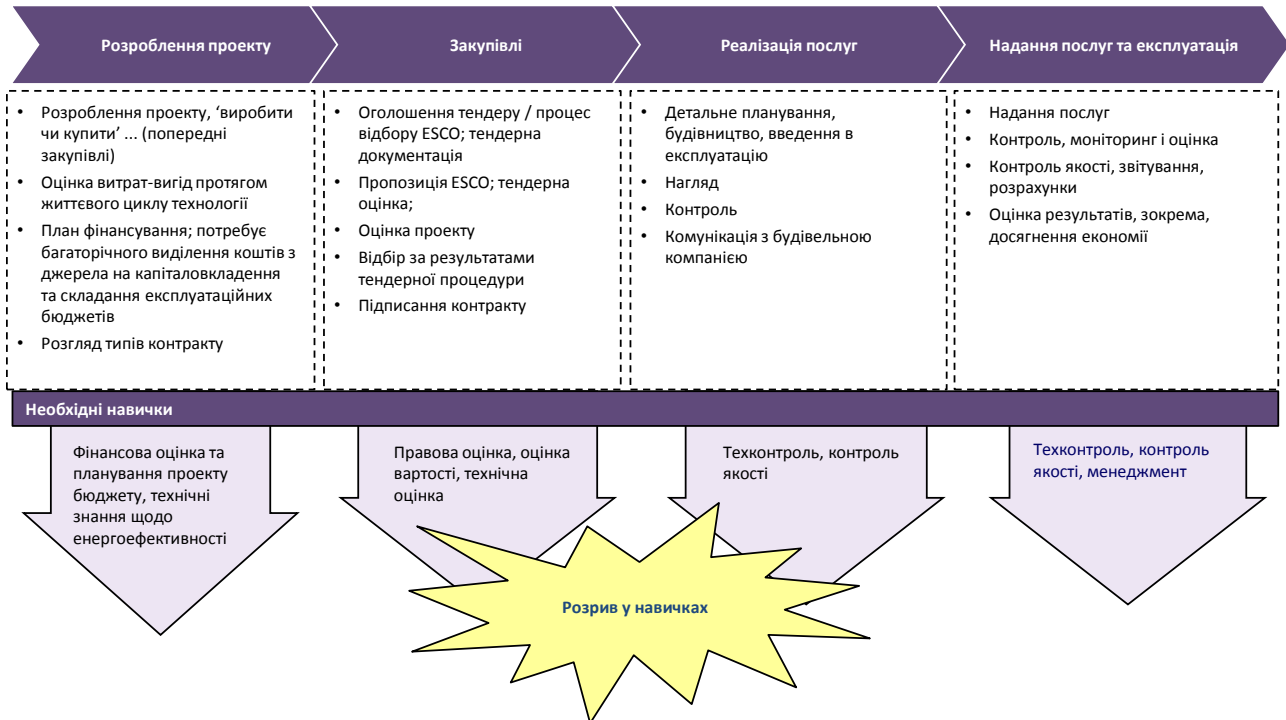 Розроблення проекту
Закупівлі
Реалізація послуг
Надання послуг та експлуатація
• Розроблення проекту, ‘виробити
чи купити’ ... (попередні
закупівлі)
• Оцінка витрат-вигід протягом
життєвого циклу технології
• План фінансування; потребує
багаторічного виділення коштів з
джерела на капіталовкладення
та складання експлуатаційних
бюджетів
• Розгляд типів контракту
• Оголошення тендеру / процес
відбору ESCO; тендерна
документація
• Пропозиція ESCO; тендерна
оцінка;
• Оцінка проекту
• Відбір за результатами
тендерної процедури
• Підписання контракту
• Детальне планування,
будівництво, введення в
експлуатацію
• Нагляд
• Контроль
• Комунікація з будівельною
компанією
• Надання послуг
• Контроль, моніторинг і оцінка
• Контроль якості, звітування,
розрахунки
• Оцінка результатів, зокрема,
досягнення економії
Необхідні навички
Фінансова оцінка та
планування проекту
бюджету, технічні
знання щодо
енергоефективності
Правова оцінка, оцінка
вартості, технічна
оцінка
Техконтроль, контроль
якості
Техконтроль, контроль
якості, менеджмент
Розрив у навичках